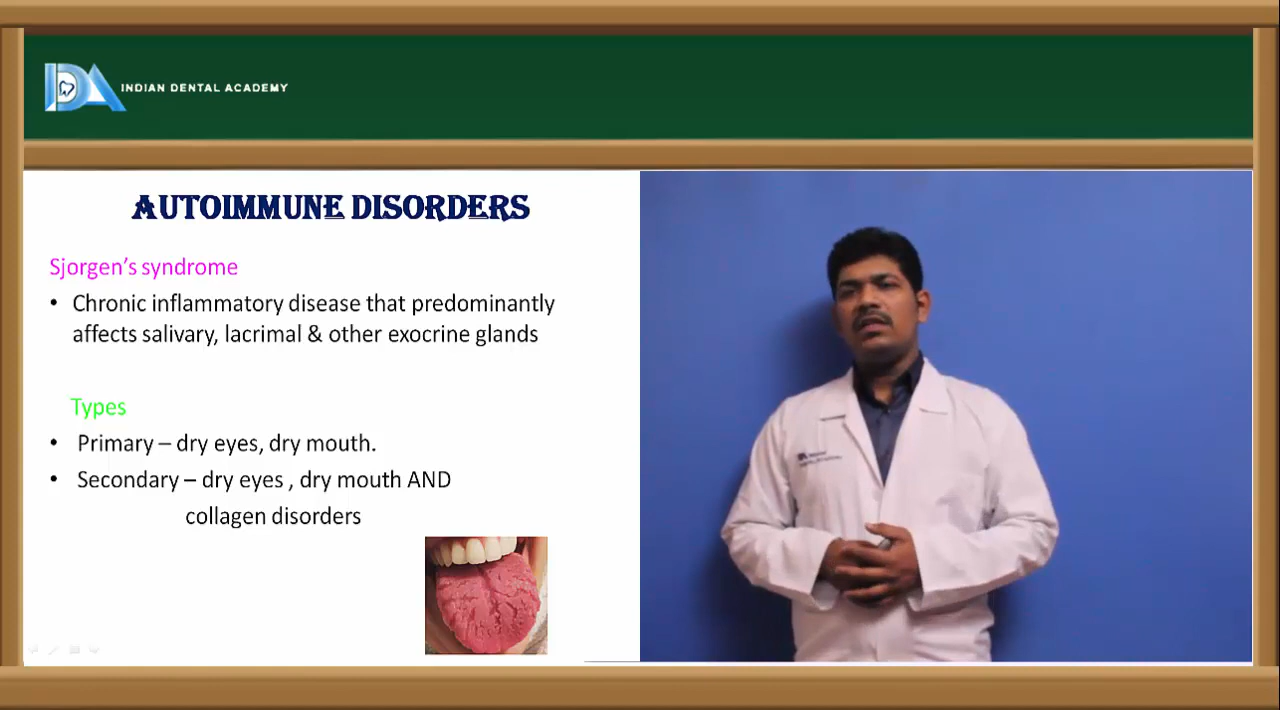 INDIAN DENTAL ACADEMY
AUTOIMMUNE DISORDERS
Sjorgen's syndrome
• Chronic inflammatory disease that predominantly
affects salivary, lacrimal & other exocrine glands
Types
• Primary – dry eyes, dry mouth.
• Secondary – dry eyes , dry mouth AND
collagen disorders